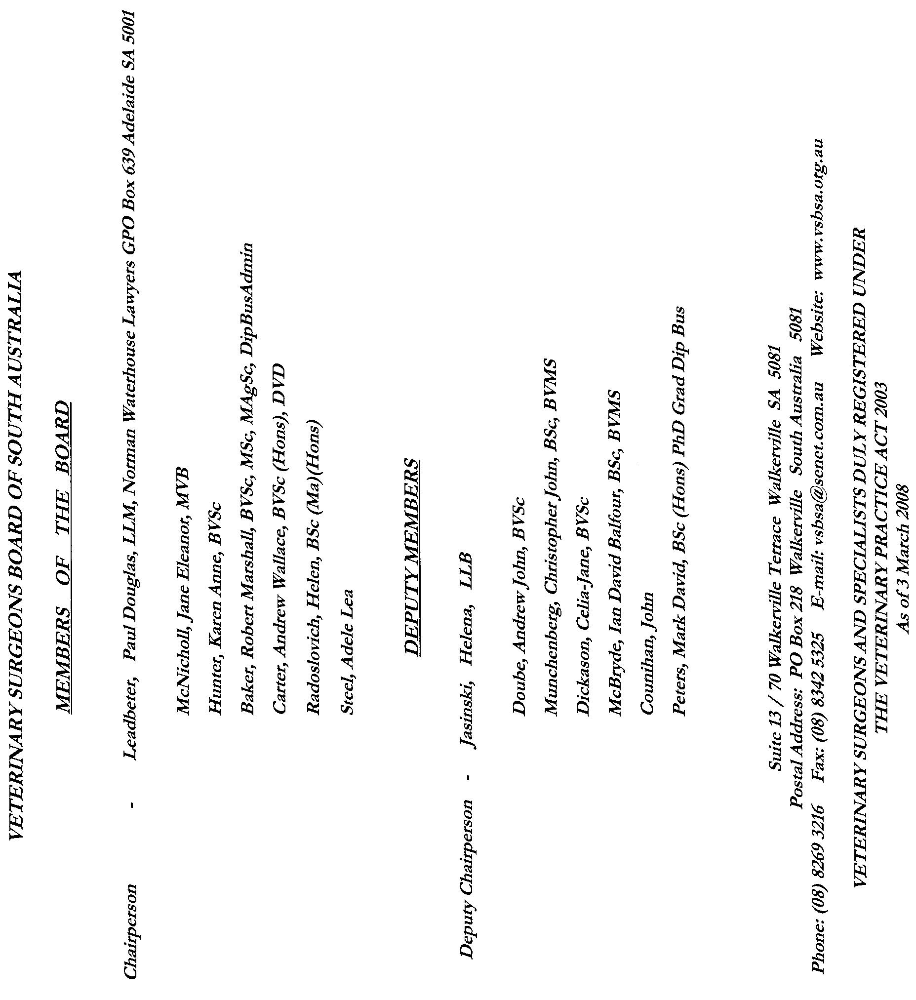 VETERINARY SURGEONS BOARD OF SOUTH AUSTRALIA
MEMBERS OF THE BOARD
Chairperson - Leadbeter, Paul Douglas, LLM, Norman Waterhouse Lawyers GPO Box 639 Adelaide SA 5001
McNicholl, Jane Eleanor, MVB
Hunter, Karen Anne, BVSc
Baker, Robert Marshall, BVSc, MSc, MAgSc, DipBusAdmin
Carter, Andrew Wallace, BVSc (Hons), DVD
Radoslovich, Helen, BSc (Ma)(Hons)
Steel, Adele Lea
DEPUTY MEMBERS
Deputy Chairperson - Jasinski, Helena, LLB
Doube, Andrew John, BVSc
Munchenberg, Christopher John, BSc, BVMS
Dickason, Celia-Jane, BVSc
McBryde, Ian David Balfour, BSc, BVMS
Counihan, John
Peters, Mark David, BSc (Hons) PhD Grad Dip Bus
Suite 13 / 70 Walkerville Terrace Walkerville SA 5081
Postal Address: PO Box 218 Walkerville South Australia 5081
Phone: (08) 8269 3216 Fax: (08) 8342 5325 E-mail: vsbsa@senet.com.au Website: www.vsbsa.org.au
VETERINARY SURGEONS AND SPECIALISTS DULY REGISTERED UNDER
THE VETERINARY PRACTICE ACT 2003
As of 3 March 2008